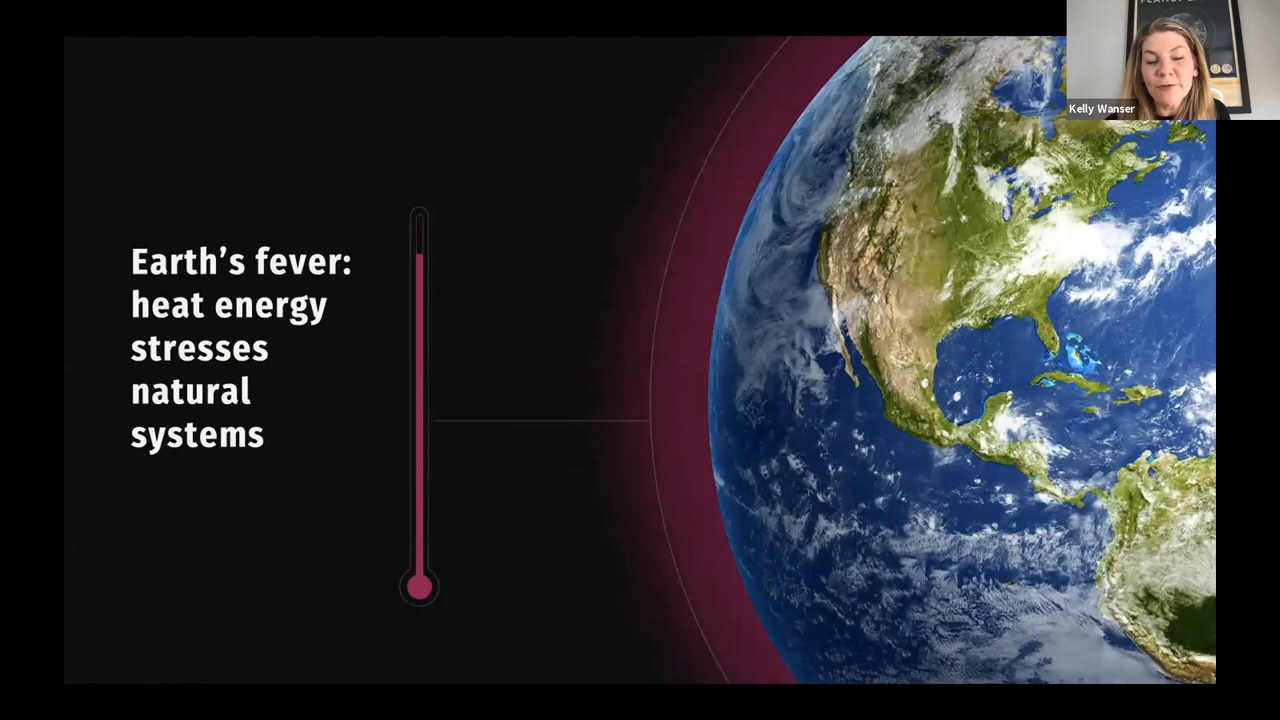 Earth's fever:
heat energy
stresses
natural
systems
Kelly Wanser